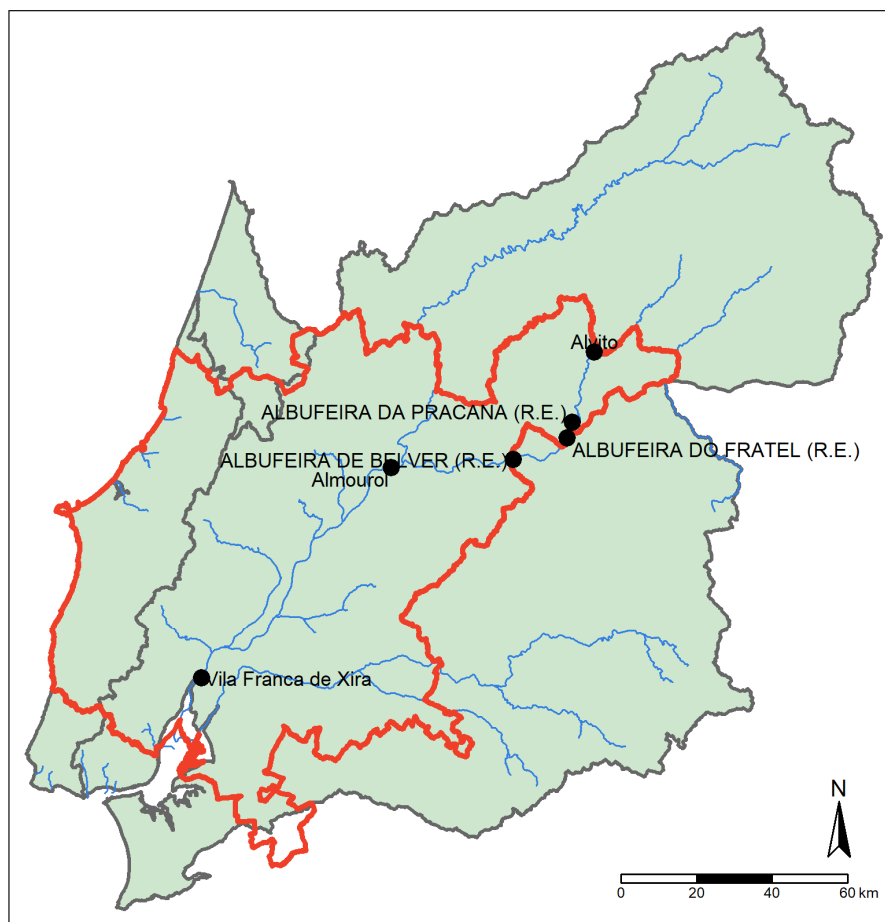 Alvito
ALBUFEIRA DA PRACANA (R.E.)
ALBUFEIRA DO FRATEL (R.E.)
ALBUFEIRA DE BELVER (R.E.)
Almourol
Vila Franca de Xira
N
0 20 40 60 km